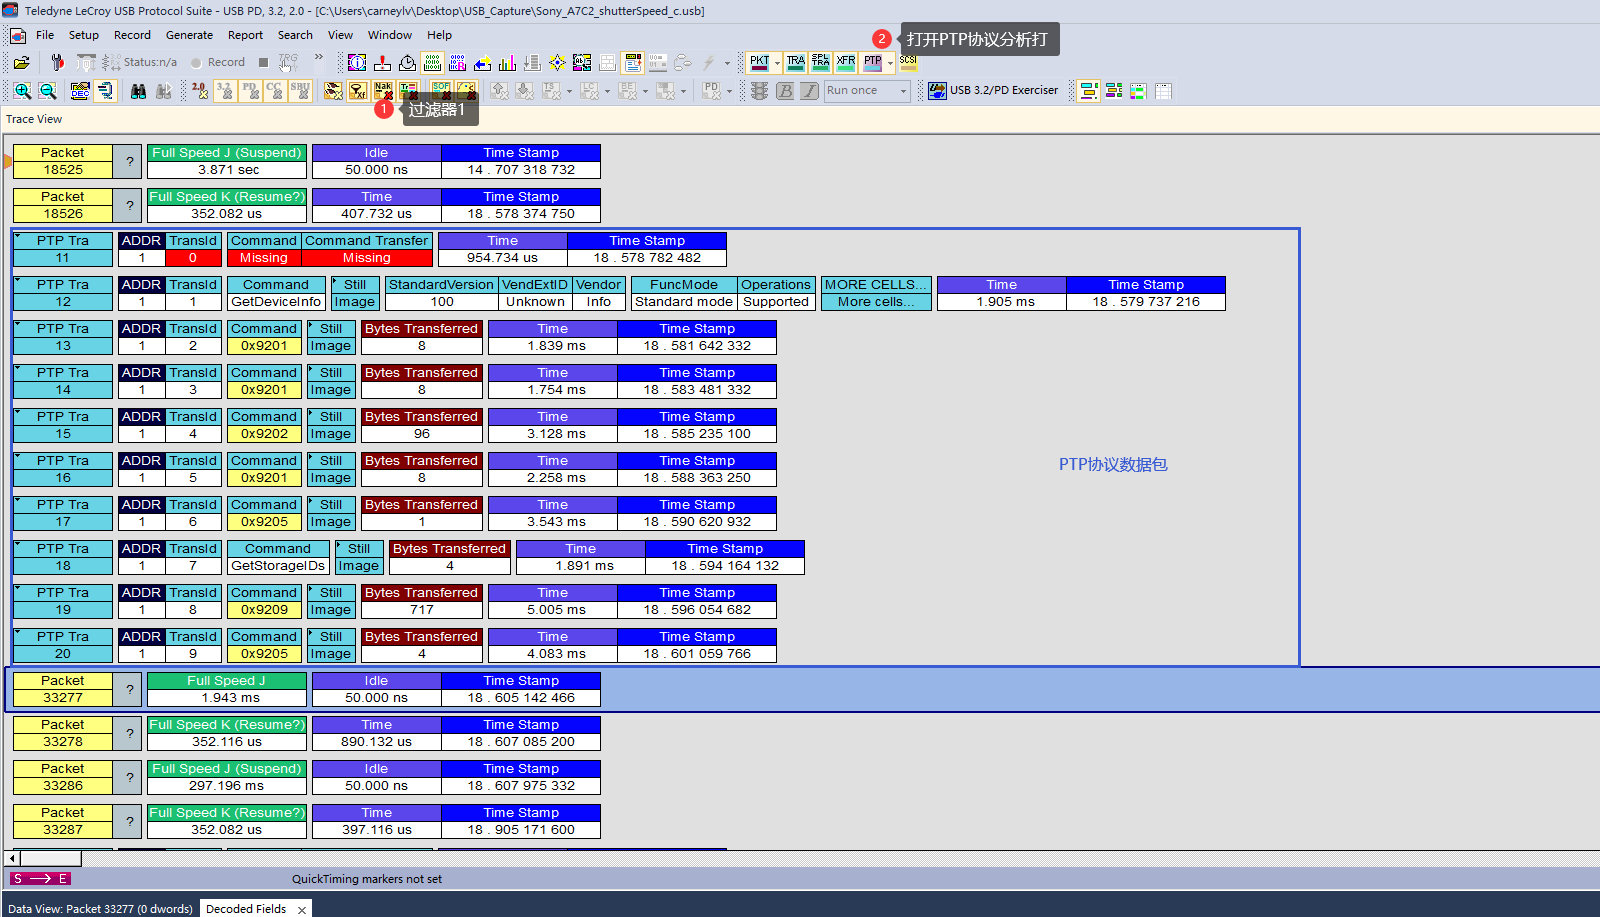 Teledyne LeCroy USB Protocol Suite - USB PD, 3.2, 2.0 - [C:\Users\carneylv\Desktop\USB_Capture\Sony_A7C2_shutterSpeed_c.usb]
File Setup Record Generate Report Search View Window Help
2 打开PTP协议分析打
Status:n/a Record » PKT TRA XFR PTP SCSI
2.0 3.2 PD CC SBU DEC Nak SOF TS LC BE PD B I Run once USB 3.2/PD Exerciser
1 过滤器1
Trace View
Packet ? Full Speed J (Suspend) Idle Time Stamp
18525 3.871 sec 50.000 ns 14 . 707 318 732
Packet ? Full Speed K (Resume?) Time Time Stamp
18526 352.082 us 407.732 us 18 . 578 374 750
PTP Tra ADDR TransId Command Command Transfer Time Time Stamp
11 1 0 Missing Missing 954.734 us 18 . 578 782 482
PTP Tra ADDR TransId Command Still StandardVersion VendExtID Vendor FuncMode Operations MORE CELLS... Time Time Stamp
12 1 1 GetDeviceInfo Image 100 Unknown Info Standard mode Supported More cells... 1.905 ms 18 . 579 737 216
PTP Tra ADDR TransId Command Still Bytes Transferred Time Time Stamp
13 1 2 0x9201 Image 8 1.839 ms 18 . 581 642 332
PTP Tra ADDR TransId Command Still Bytes Transferred Time Time Stamp
14 1 3 0x9201 Image 8 1.754 ms 18 . 583 481 332
PTP Tra ADDR TransId Command Still Bytes Transferred Time Time Stamp
15 1 4 0x9202 Image 96 3.128 ms 18 . 585 235 100
PTP Tra ADDR TransId Command Still Bytes Transferred Time Time Stamp
PTP协议数据包
16 1 5 0x9201 Image 8 2.258 ms 18 . 588 363 250
PTP Tra ADDR TransId Command Still Bytes Transferred Time Time Stamp
17 1 6 0x9205 Image 1 3.543 ms 18 . 590 620 932
PTP Tra ADDR TransId Command Still Bytes Transferred Time Time Stamp
18 1 7 GetStorageIDs Image 4 1.891 ms 18 . 594 164 132
PTP Tra ADDR TransId Command Still Bytes Transferred Time Time Stamp
19 1 8 0x9209 Image 717 5.005 ms 18 . 596 054 682
PTP Tra ADDR TransId Command Still Bytes Transferred Time Time Stamp
20 1 9 0x9205 Image 4 4.083 ms 18 . 601 059 766
Packet ? Full Speed J Idle Time Stamp
33277 1.943 ms 50.000 ns 18 . 605 142 466
Packet ? Full Speed K (Resume?) Time Time Stamp
33278 352.116 us 890.132 us 18 . 607 085 200
Packet ? Full Speed J (Suspend) Idle Time Stamp
33286 297.196 ms 50.000 ns 18 . 607 975 332
Packet ? Full Speed K (Resume?) Time Time Stamp
33287 352.082 us 397.116 us 18 . 905 171 600
S → E QuickTiming markers not set
Data View: Packet 33277 (0 dwords) Decoded Fields ×